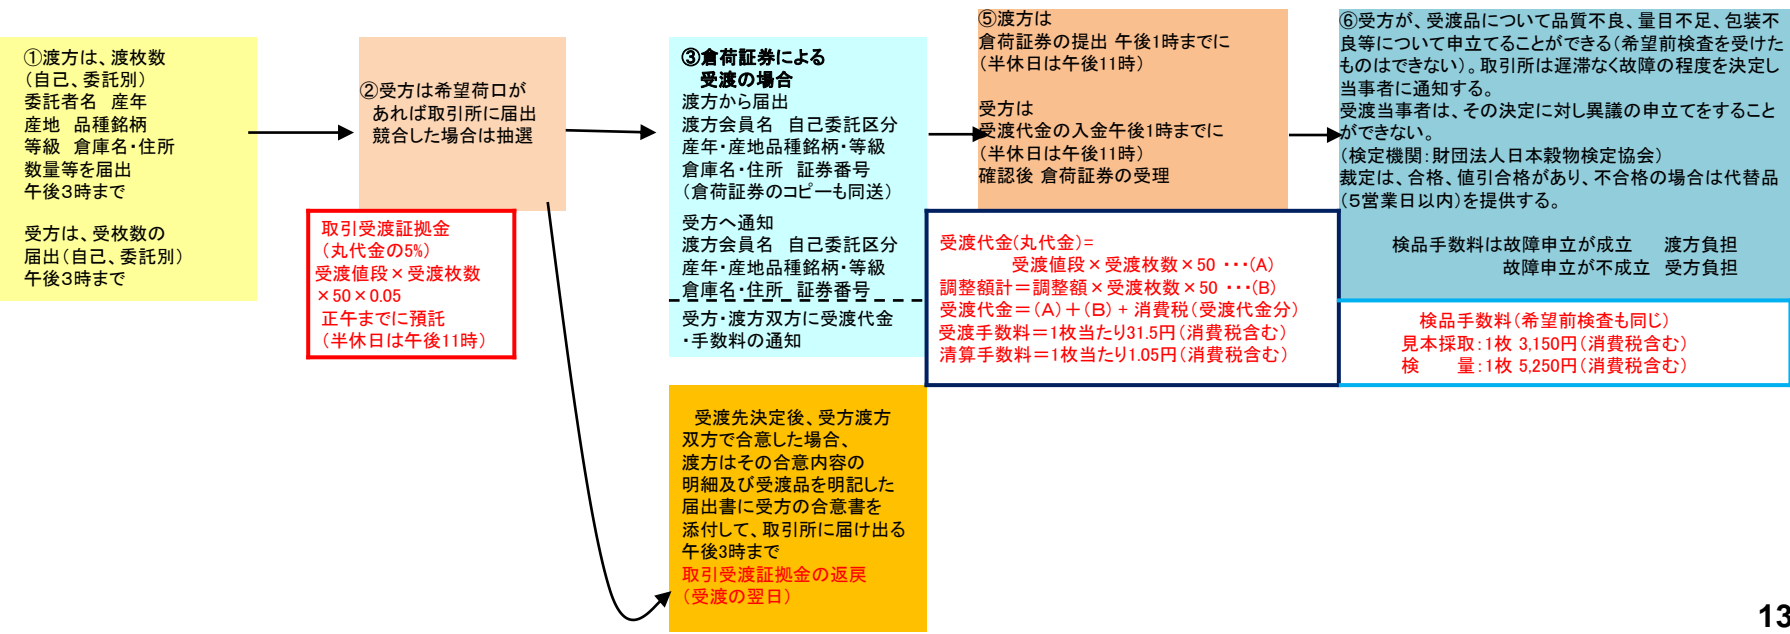 ①渡方は、渡枚数
(自己、委託別)
委託者名 産年
産地 品種銘柄
等級 倉庫名・住所
数量等を届出
午後3時まで
受方は、受枚数の
届出(自己、委託別)
午後3時まで
②受方は希望荷口が
あれば取引所に届出
競合した場合は抽選
取引受渡証拠金
(丸代金の5%)
受渡値段×受渡枚数
×50×0.05
正午までに預託
(半休日は午後11時)
③倉荷証券による
受渡の場合
渡方から届出
渡方会員名 自己委託区分
産年・産地品種銘柄・等級
倉庫名・住所 証券番号
(倉荷証券のコピーも同送)
受方へ通知
渡方会員名 自己委託区分
産年・産地品種銘柄・等級
倉庫名・住所 証券番号
受方・渡方双方に受渡代金
・手数料の通知
受渡先決定後、受方渡方
双方で合意した場合、
渡方はその合意内容の
明細及び受渡品を明記した
届出書に受方の合意書を
添付して、取引所に届け出る
午後3時まで
取引受渡証拠金の返戻
(受渡の翌日)
⑤渡方は
倉荷証券の提出 午後1時までに
(半休日は午後11時)
受方は
受渡代金の入金午後1時までに
(半休日は午後11時)
確認後 倉荷証券の受理
受渡代金(丸代金)=
受渡値段×受渡枚数×50 ・・・(A)
調整額計=調整額×受渡枚数×50 ・・・(B)
受渡代金=(A)+(B)+消費税(受渡代金分)
受渡手数料=1枚当たり31.5円(消費税含む)
清算手数料=1枚当たり1.05円(消費税含む)
⑥受方が、受渡品について品質不良、量目不足、包装不
良等について申立てることができる(希望前検査を受けた
ものはできない)。取引所は遅滞なく故障の程度を決定し
当事者に通知する。
受渡当事者は、その決定に対し異議の申立てをすること
ができない。
(検定機関:財団法人日本穀物検定協会)
裁定は、合格、値引合格があり、不合格の場合は代替品
(5営業日以内)を提供する。
検品手数料は故障申立が成立 渡方負担
故障申立が不成立 受方負担
検品手数料(希望前検査も同じ)
見本採取:1枚 3,150円(消費税含む)
検 量:1枚 5,250円(消費税含む)
13